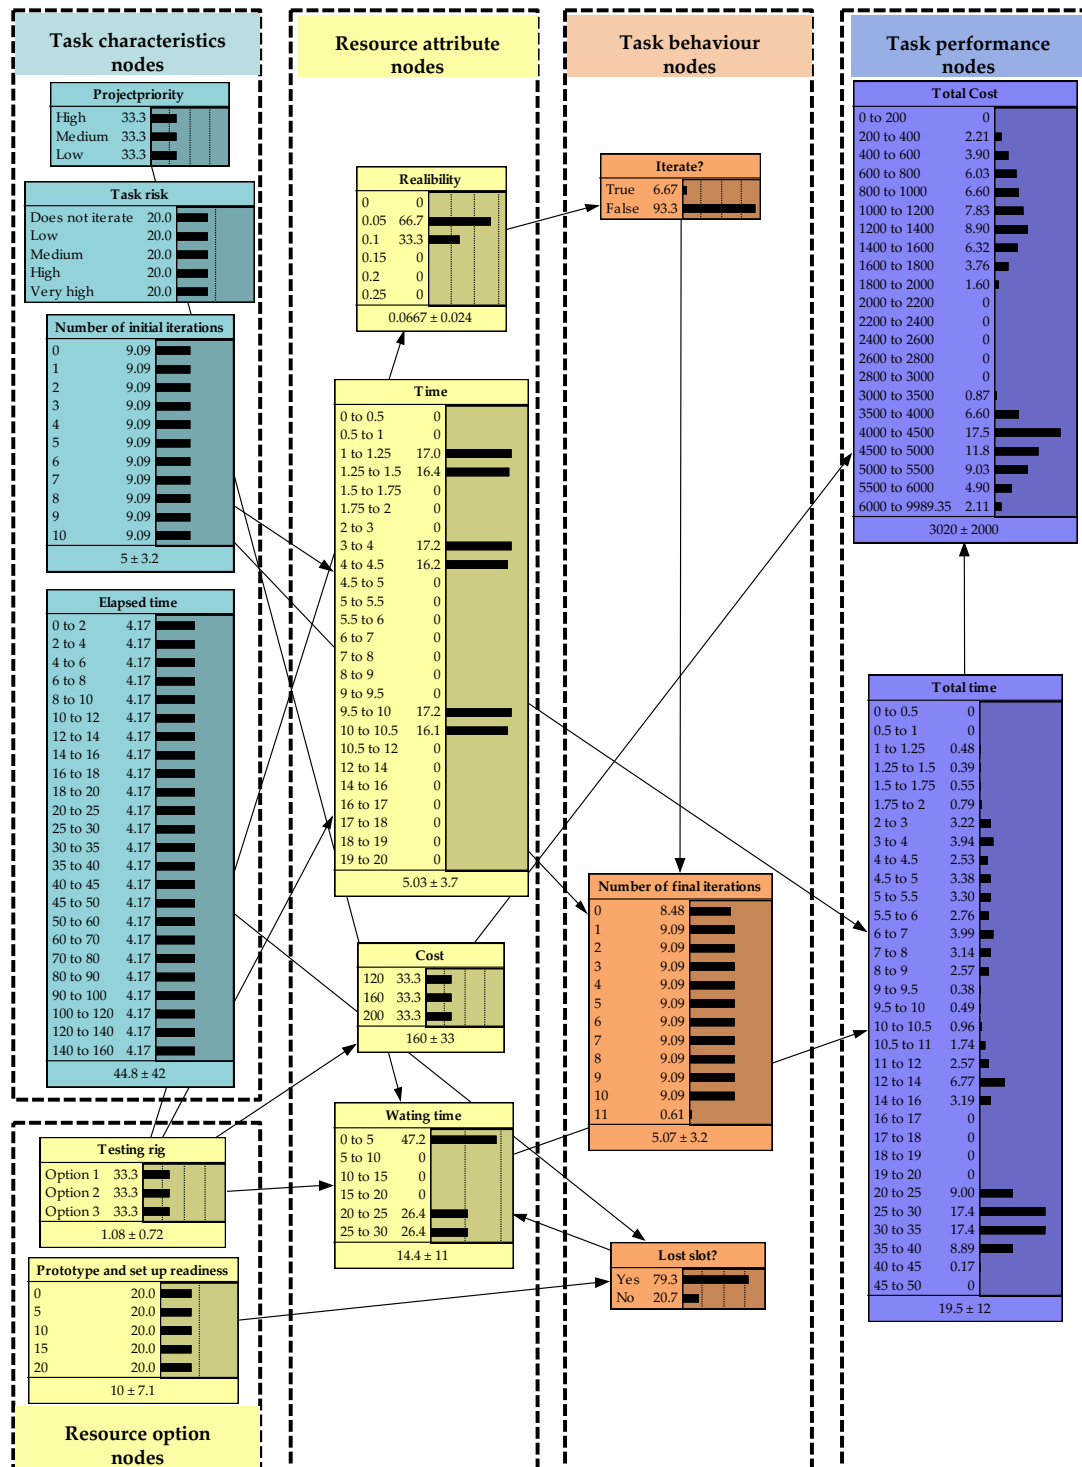 Task characteristics
nodes
Projectpriority
High 33.3
Medium 33.3
Low 33.3
Task risk
Does not iterate 20.0
Low 20.0
Medium 20.0
High 20.0
Very high 20.0
Number of initial iterations
0 9.09
1 9.09
2 9.09
3 9.09
4 9.09
5 9.09
6 9.09
7 9.09
8 9.09
9 9.09
10 9.09
5 ± 3.2
Elapsed time
0 to 2 4.17
2 to 4 4.17
4 to 6 4.17
6 to 8 4.17
8 to 10 4.17
10 to 12 4.17
12 to 14 4.17
14 to 16 4.17
16 to 18 4.17
18 to 20 4.17
20 to 25 4.17
25 to 30 4.17
30 to 35 4.17
35 to 40 4.17
40 to 45 4.17
45 to 50 4.17
50 to 60 4.17
60 to 70 4.17
70 to 80 4.17
80 to 90 4.17
90 to 100 4.17
100 to 120 4.17
120 to 140 4.17
140 to 160 4.17
44.8 ± 42
Testing rig
Option 1 33.3
Option 2 33.3
Option 3 33.3
1.08 ± 0.72
Prototype and set up readiness
0 20.0
5 20.0
10 20.0
15 20.0
20 20.0
10 ± 7.1
Resource option
nodes
Resource attribute
nodes
Realibility
0 0
0.05 66.7
0.1 33.3
0.15 0
0.2 0
0.25 0
0.0667 ± 0.024
Time
0 to 0.5 0
0.5 to 1 0
1 to 1.25 17.0
1.25 to 1.5 16.4
1.5 to 1.75 0
1.75 to 2 0
2 to 3 0
3 to 4 17.2
4 to 4.5 16.2
4.5 to 5 0
5 to 5.5 0
5.5 to 6 0
6 to 7 0
7 to 8 0
8 to 9 0
9 to 9.5 0
9.5 to 10 17.2
10 to 10.5 16.1
10.5 to 12 0
12 to 14 0
14 to 16 0
16 to 17 0
17 to 18 0
18 to 19 0
19 to 20 0
5.03 ± 3.7
Cost
120 33.3
160 33.3
200 33.3
160 ± 33
Wating time
0 to 5 47.2
5 to 10 0
10 to 15 0
15 to 20 0
20 to 25 26.4
25 to 30 26.4
14.4 ± 11
Task behaviour
nodes
Iterate?
True 6.67
False 93.3
Number of final iterations
0 8.48
1 9.09
2 9.09
3 9.09
4 9.09
5 9.09
6 9.09
7 9.09
8 9.09
9 9.09
10 9.09
11 0.61
5.07 ± 3.2
Lost slot?
Yes 79.3
No 20.7
Task performance
nodes
Total Cost
0 to 200 0
200 to 400 2.21
400 to 600 3.90
600 to 800 6.03
800 to 1000 6.60
1000 to 1200 7.83
1200 to 1400 8.90
1400 to 1600 6.32
1600 to 1800 3.76
1800 to 2000 1.60
2000 to 2200 0
2200 to 2400 0
2400 to 2600 0
2600 to 2800 0
2800 to 3000 0
3000 to 3500 0.87
3500 to 4000 6.60
4000 to 4500 17.5
4500 to 5000 11.8
5000 to 5500 9.03
5500 to 6000 4.90
6000 to 9989.35 2.11
3020 ± 2000
Total time
0 to 0.5 0
0.5 to 1 0
1 to 1.25 0.48
1.25 to 1.5 0.39
1.5 to 1.75 0.55
1.75 to 2 0.79
2 to 3 3.22
3 to 4 3.94
4 to 4.5 2.53
4.5 to 5 3.38
5 to 5.5 3.30
5.5 to 6 2.76
6 to 7 3.99
7 to 8 3.14
8 to 9 2.57
9 to 9.5 0.38
9.5 to 10 0.49
10 to 10.5 0.96
10.5 to 11 1.74
11 to 12 2.57
12 to 14 6.77
14 to 16 3.19
16 to 17 0
17 to 18 0
18 to 19 0
19 to 20 0
20 to 25 9.00
25 to 30 17.4
30 to 35 17.4
35 to 40 8.89
40 to 45 0.17
45 to 50 0
19.5 ± 12